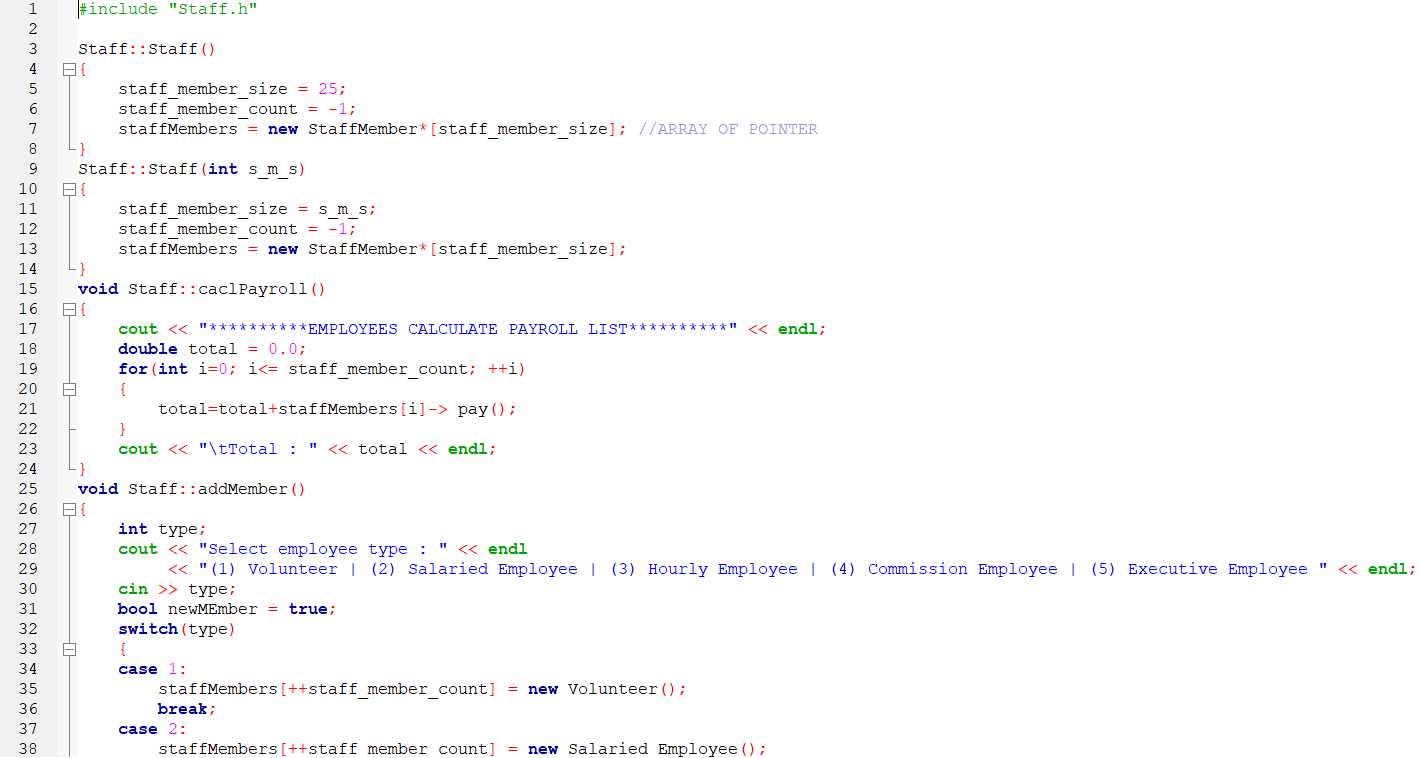 1 #include "Staff.h"
2
3 Staff::Staff()
4 {
5 staff_member_size = 25;
6 staff_member_count = -1;
7 staffMembers = new StaffMember*[staff_member_size]; //ARRAY OF POINTER
8 }
9 Staff::Staff(int s_m_s)
10 {
11 staff_member_size = s_m_s;
12 staff_member_count = -1;
13 staffMembers = new StaffMember*[staff_member_size];
14 }
15 void Staff::caclPayroll()
16 {
17 cout << "**********EMPLOYEES CALCULATE PAYROLL LIST**********" << endl;
18 double total = 0.0;
19 for(int i=0; i<= staff_member_count; ++i)
20 {
21 total=total+staffMembers[i]-> pay();
22 }
23 cout << "\tTotal : " << total << endl;
24 }
25 void Staff::addMember()
26 {
27 int type;
28 cout << "Select employee type : " << endl
29 << "(1) Volunteer | (2) Salaried Employee | (3) Hourly Employee | (4) Commission Employee | (5) Executive Employee " << endl;
30 cin >> type;
31 bool newMEmber = true;
32 switch(type)
33 {
34 case 1:
35 staffMembers[++staff_member_count] = new Volunteer();
36 break;
37 case 2:
38 staffMembers[++staff member count] = new Salaried Employee();